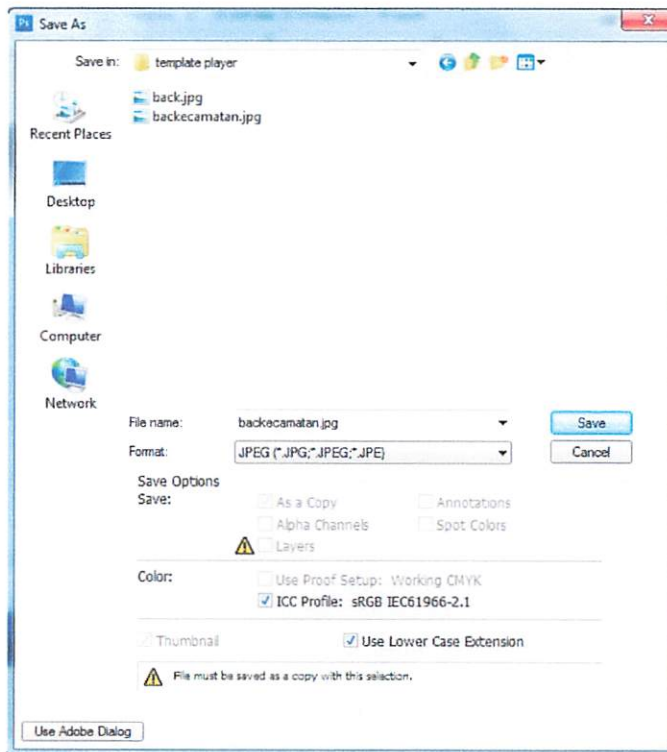 Ps Save As
Save in: template player
back.jpg
backecamatan.jpg
Recent Places
Desktop
Libraries
Computer
Network
File name: backecamatan.jpg Save
Format: JPEG (*.JPG;*.JPEG;*.JPE) Cancel
Save Options
Save: As a Copy Annotations
Alpha Channels Spot Colors
Layers
Color: Use Proof Setup: Working CMYK
ICC Profile: sRGB IEC61966-2.1
Thumbnail Use Lower Case Extension
File must be saved as a copy with this selection.
Use Adobe Dialog